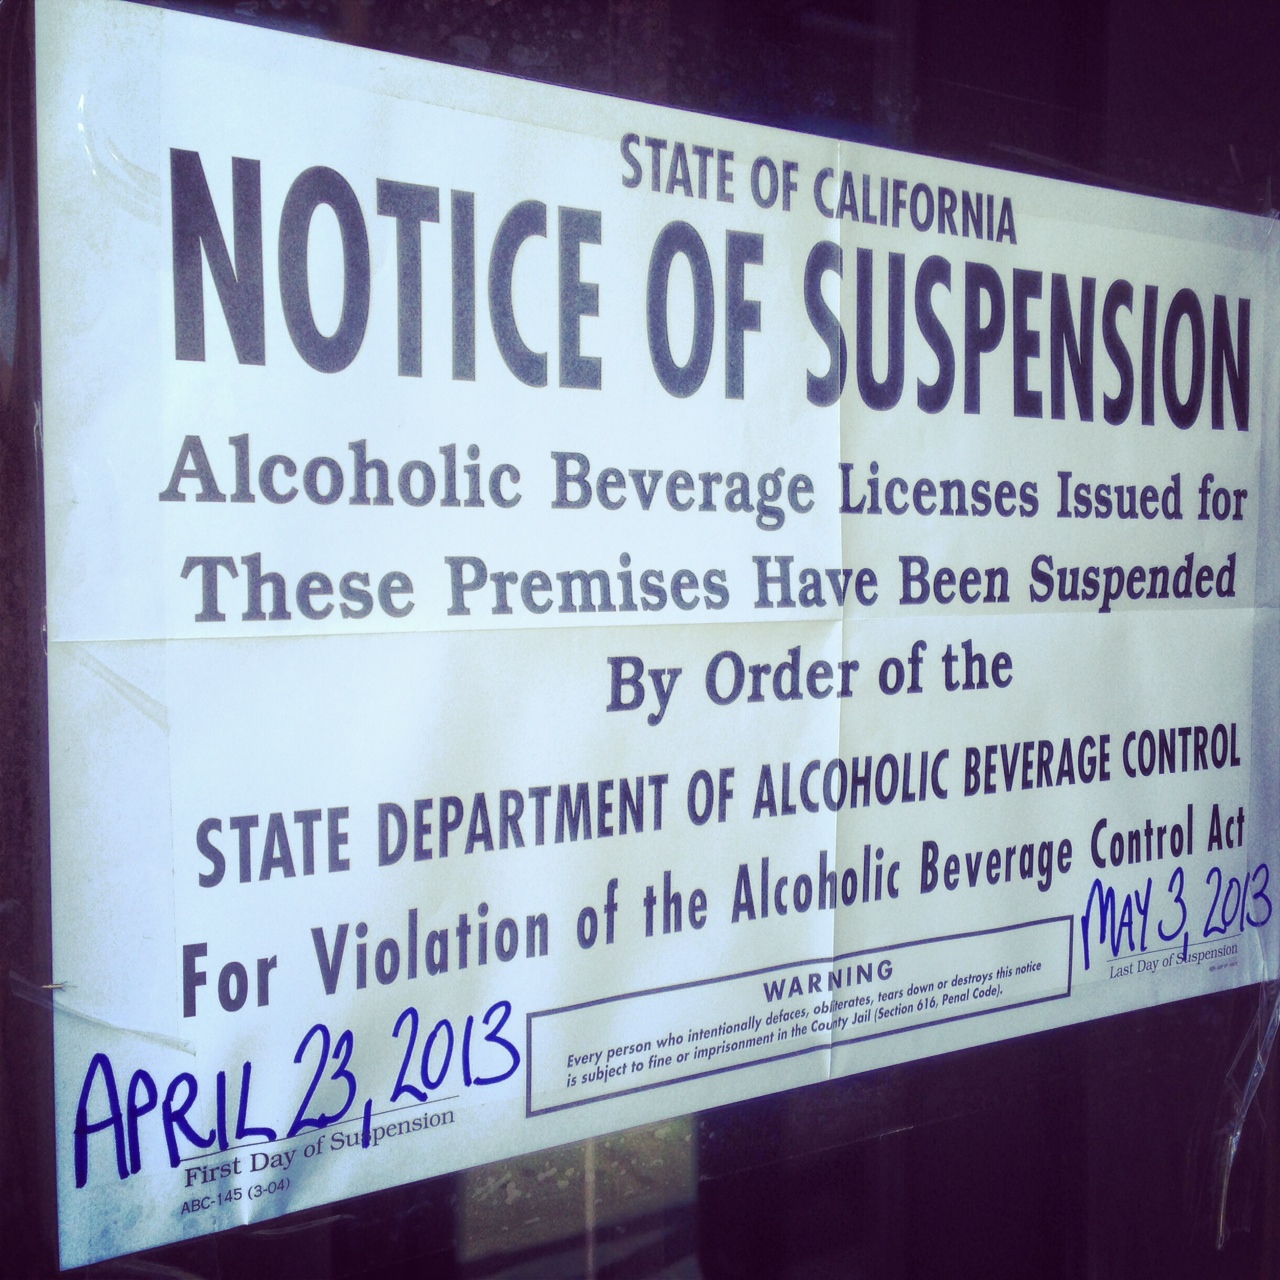 STATE OF CALIFORNIA
NOTICE OF SUSPENSION
Alcoholic Beverage Licenses Issued for
These Premises Have Been Suspended
By Order of the
STATE DEPARTMENT OF ALCOHOLIC BEVERAGE CONTROL
For Violation of the Alcoholic Beverage Control Act
APRIL 23, 2013
First Day of Suspension
ABC-145 (3-04)
WARNING
Every person who intentionally defaces, obliterates, tears down or destroys this notice
is subject to fine or imprisonment in the County Jail (Section 616, Penal Code).
MAY 3, 2013
Last Day of Suspension